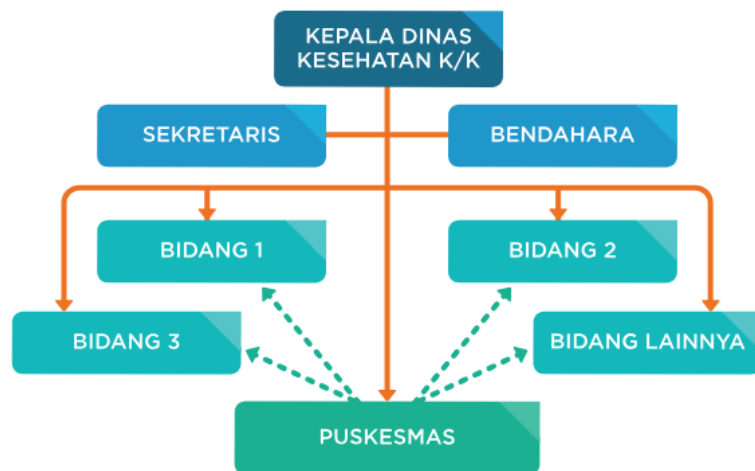 KEPALA DINAS
KESEHATAN K/K
SEKRETARIS
BENDAHARA
BIDANG 1
BIDANG 2
BIDANG 3
BIDANG LAINNYA
PUSKESMAS